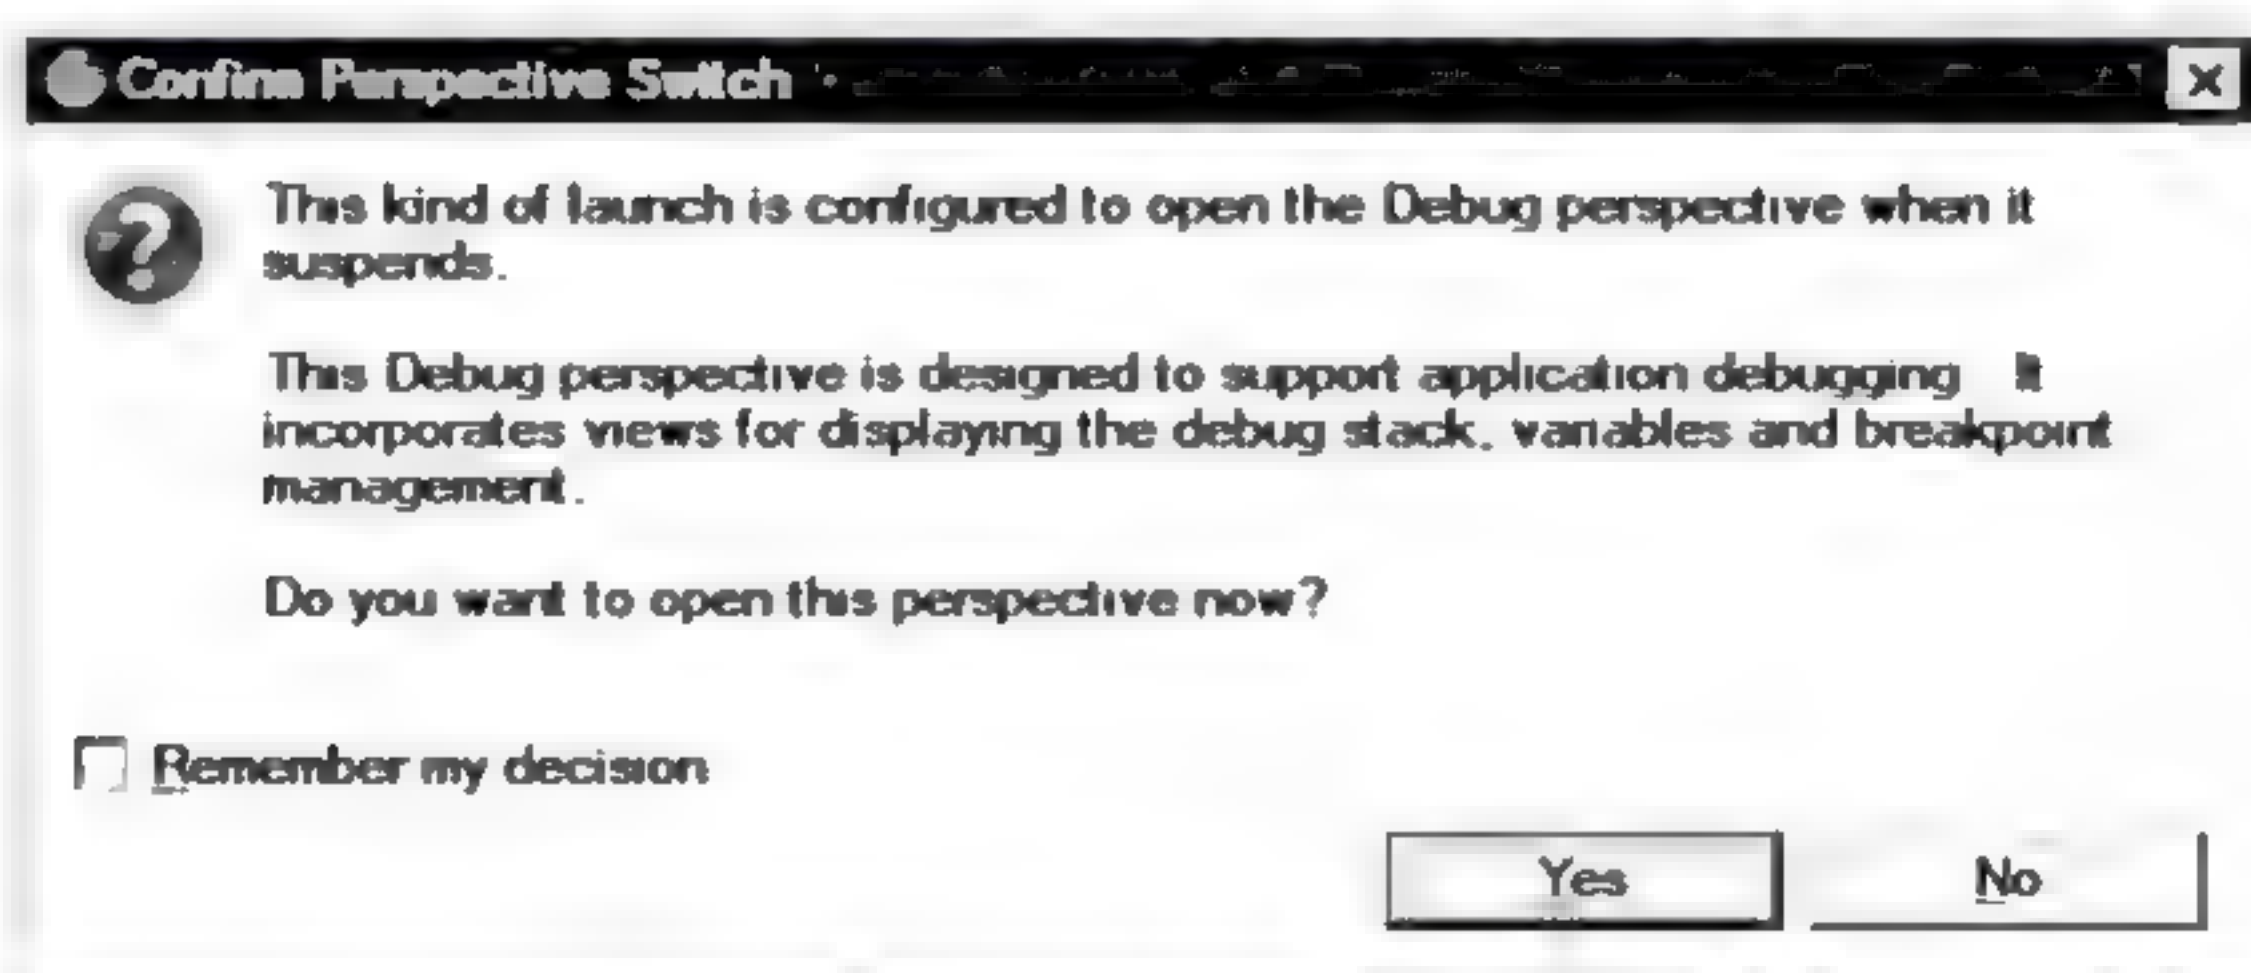 Confirm Perspective Switch
This kind of launch is configured to open the Debug perspective when it
suspends.
This Debug perspective is designed to support application debugging. It
incorporates views for displaying the debug stack, variables and breakpoint
management.
Do you want to open this perspective now?
Remember my decision
Yes
No